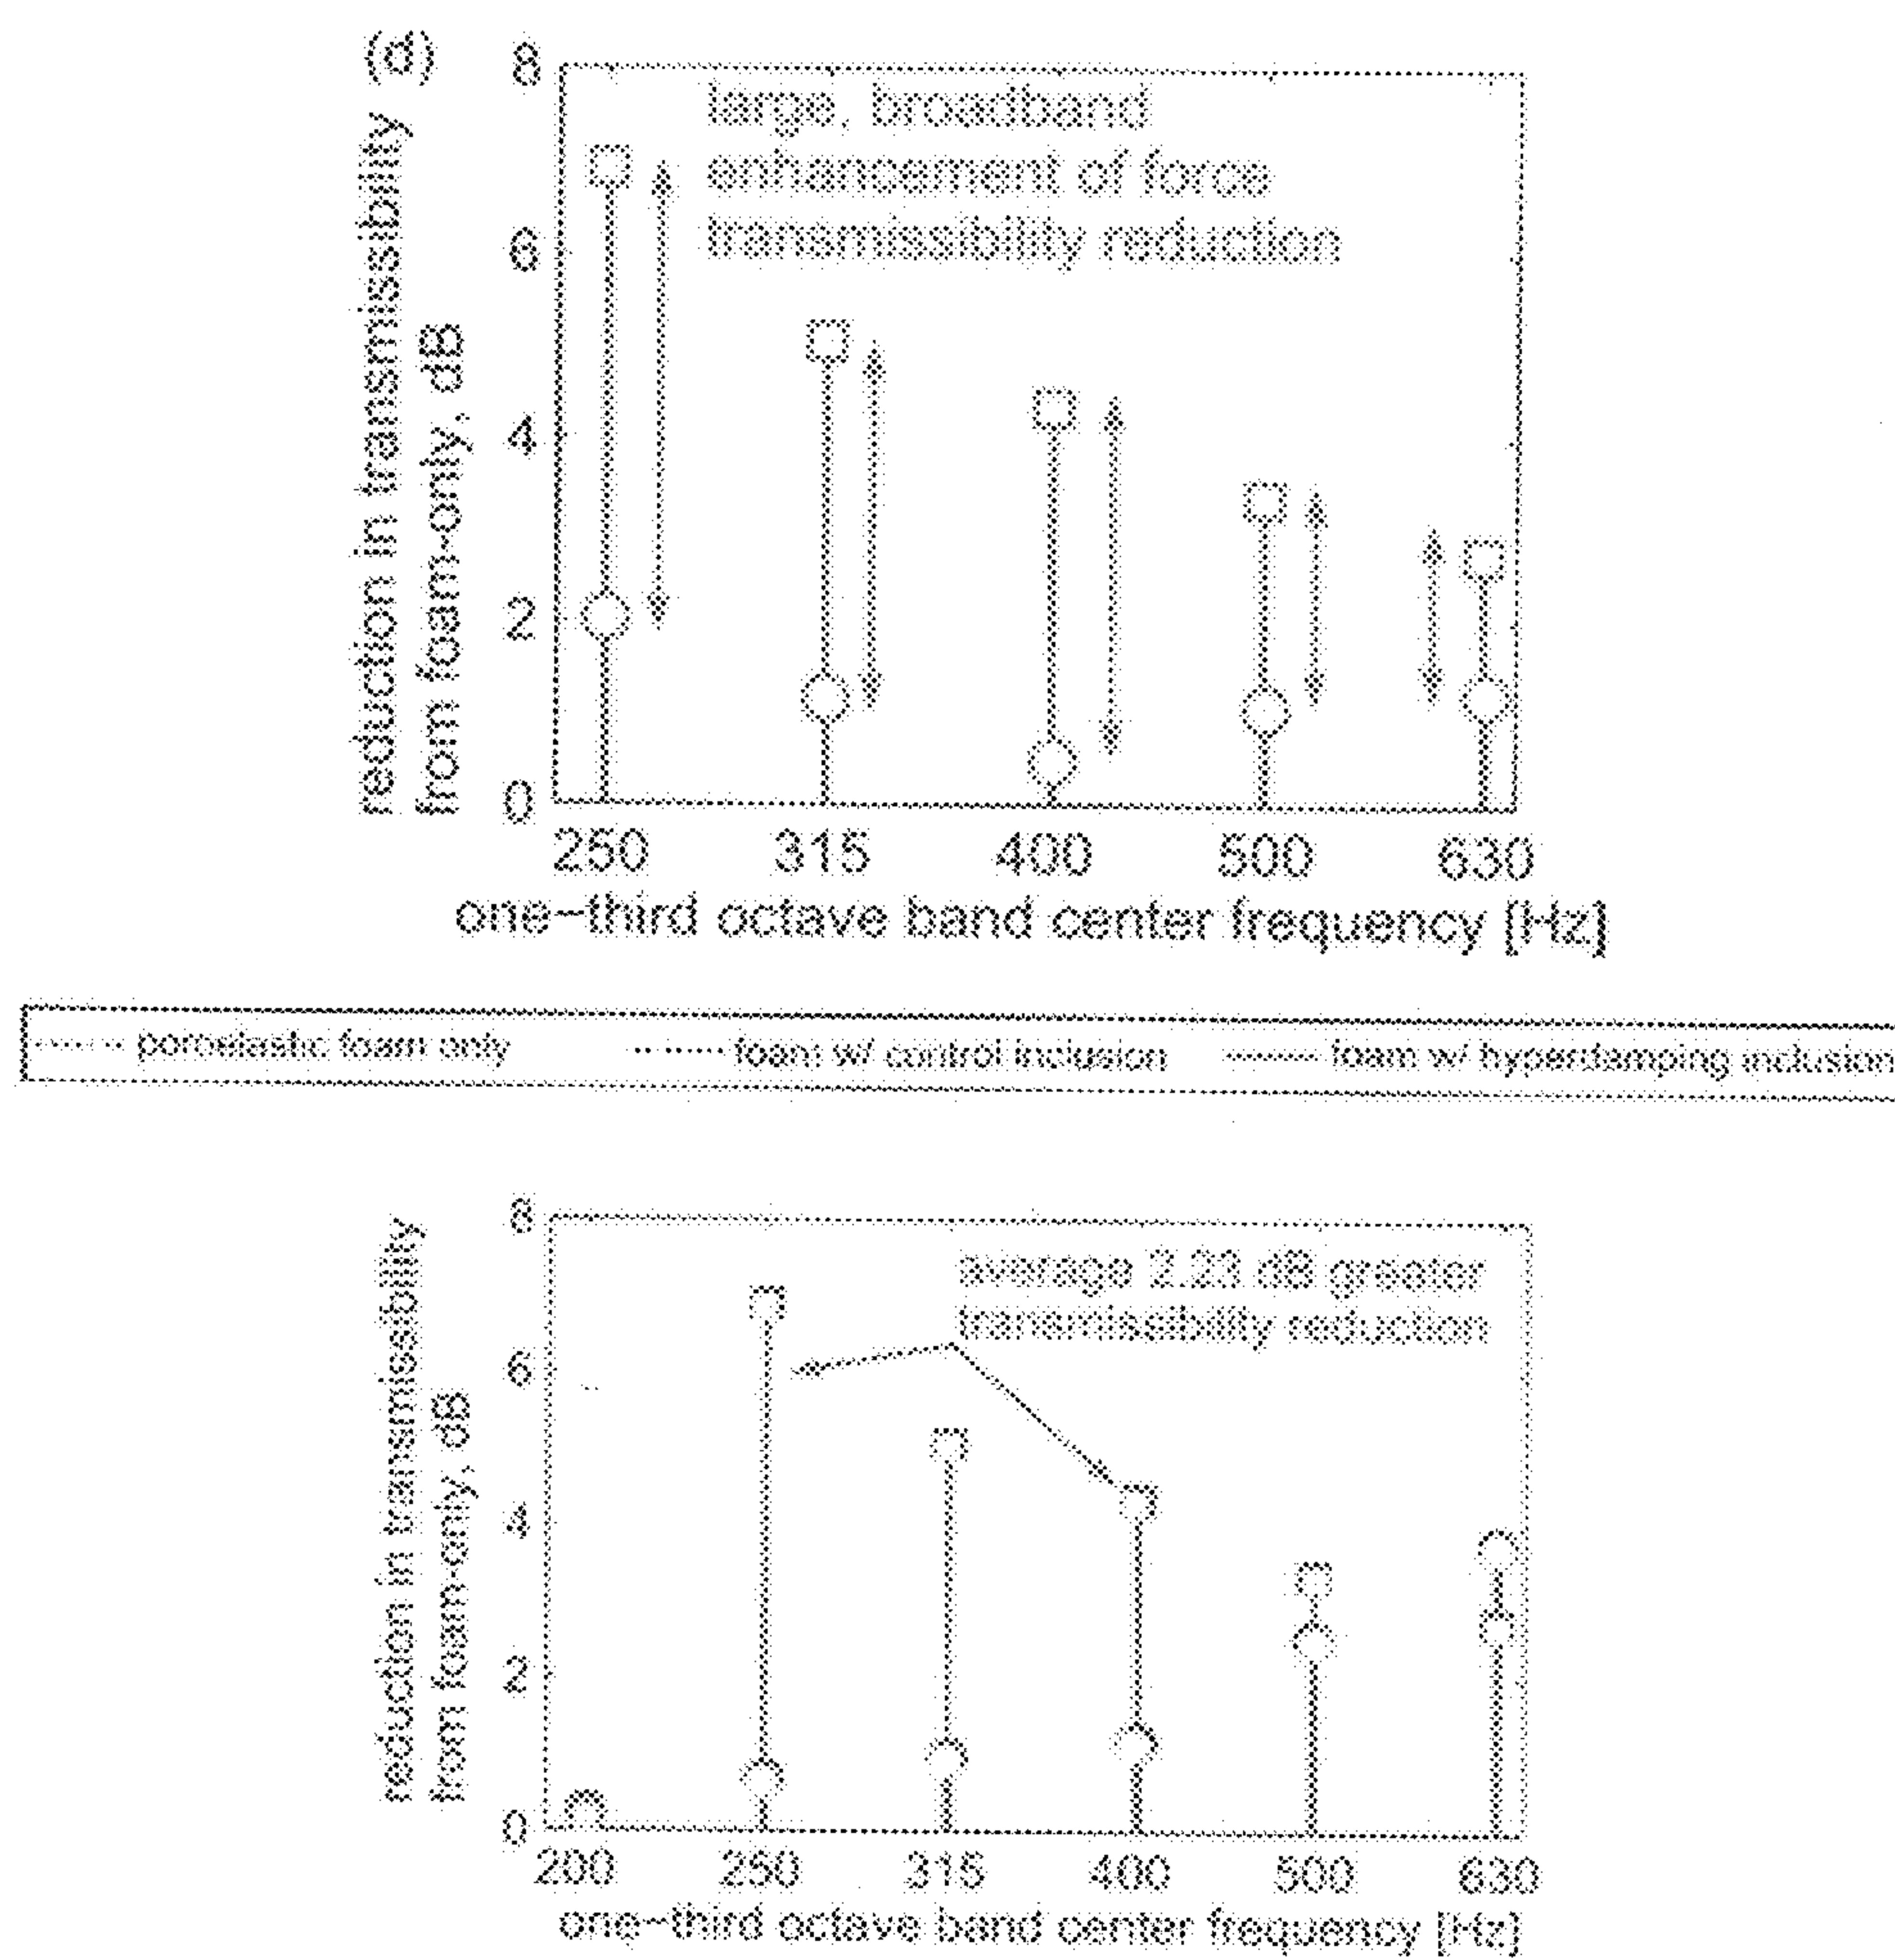 (d)
reduction in transmissibility
from foam-only, dB
8
6
4
2
0
large, broadband
enhancement of force
transmissibility reduction
250 315 400 500 630
one-third octave band center frequency [Hz]
poroelastic foam only foam w/ control inclusion foam w/ hyperdamping inclusion
reduction in transmissibility
from foam-only, dB
8
6
4
2
0
average 2.23 dB greater
transmissibility reduction
200 250 315 400 500 630
one-third octave band center frequency [Hz]